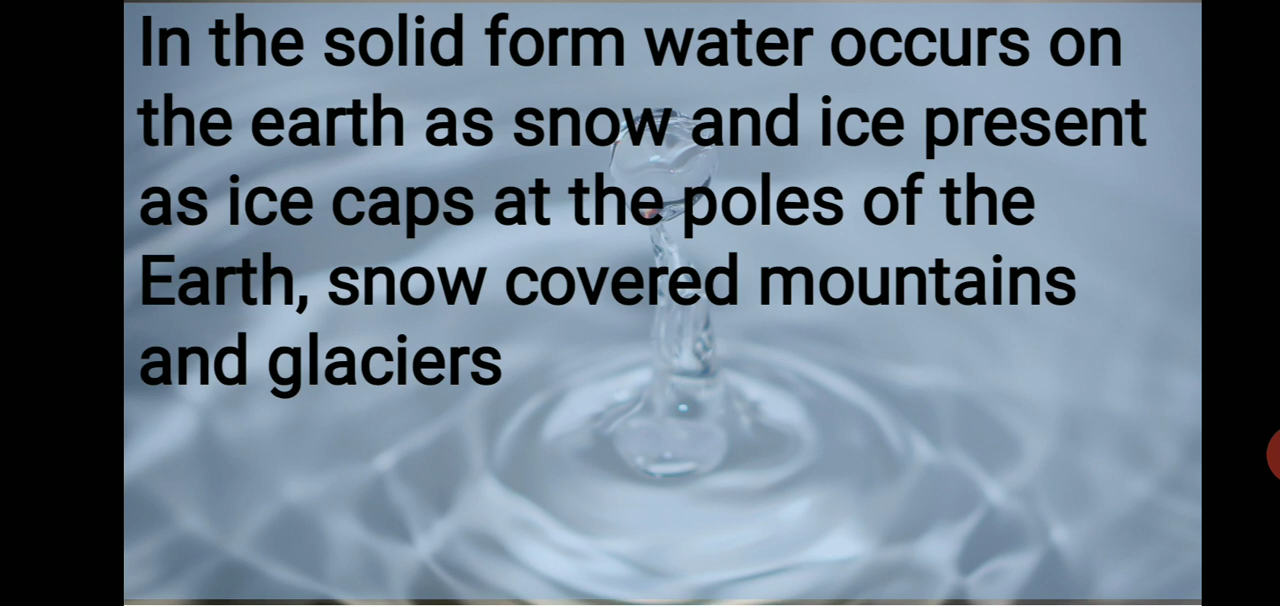 In the solid form water occurs on
the earth as snow and ice present
as ice caps at the poles of the
Earth, snow covered mountains
and glaciers